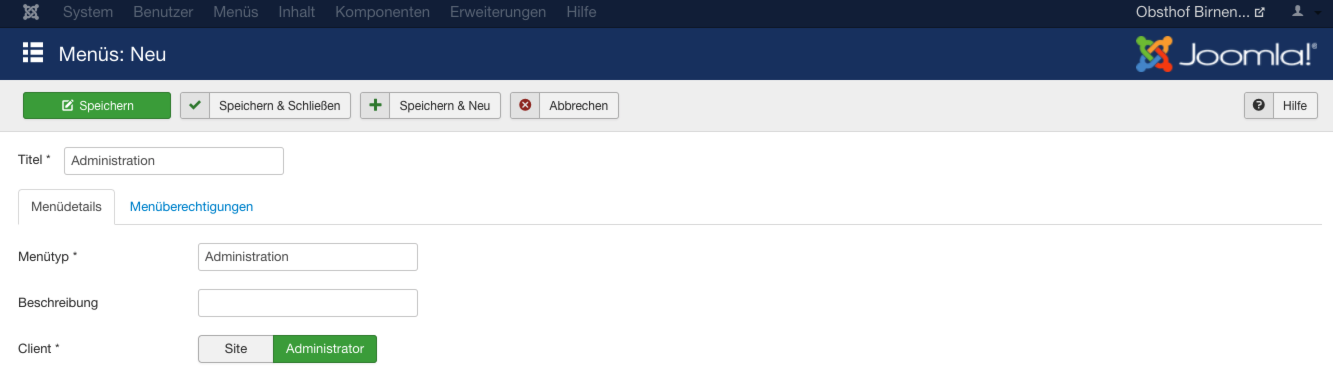 System Benutzer Menüs Inhalt Komponenten Erweiterungen Hilfe Obsthof Birnen...
Menüs: Neu Joomla!®
Speichern Speichern & Schließen Speichern & Neu Abbrechen Hilfe
Titel * Administration
Menüdetails Menüberechtigungen
Menütyp * Administration
Beschreibung
Client * Site Administrator